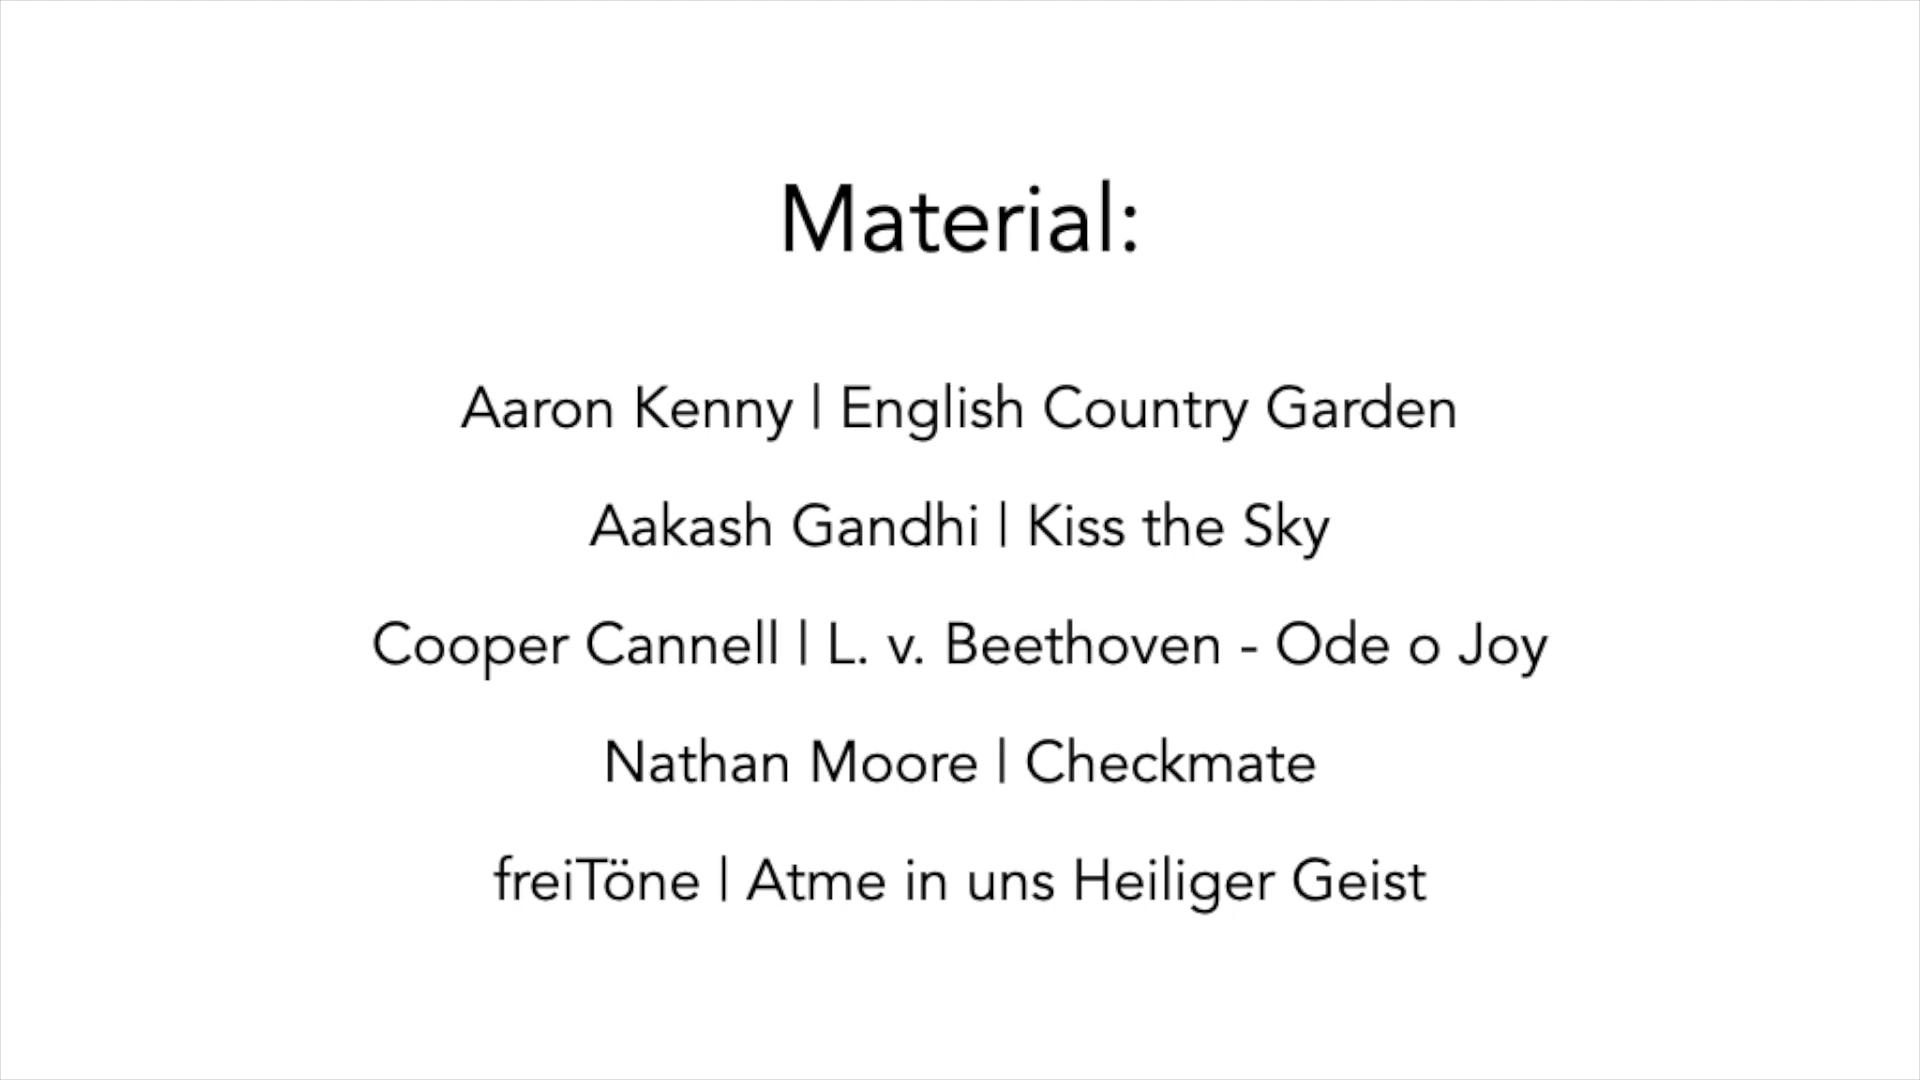 Material:
Aaron Kenny | English Country Garden
Aakash Gandhi | Kiss the Sky
Cooper Cannell | L. v. Beethoven - Ode o Joy
Nathan Moore | Checkmate
freiTöne | Atme in uns Heiliger Geist